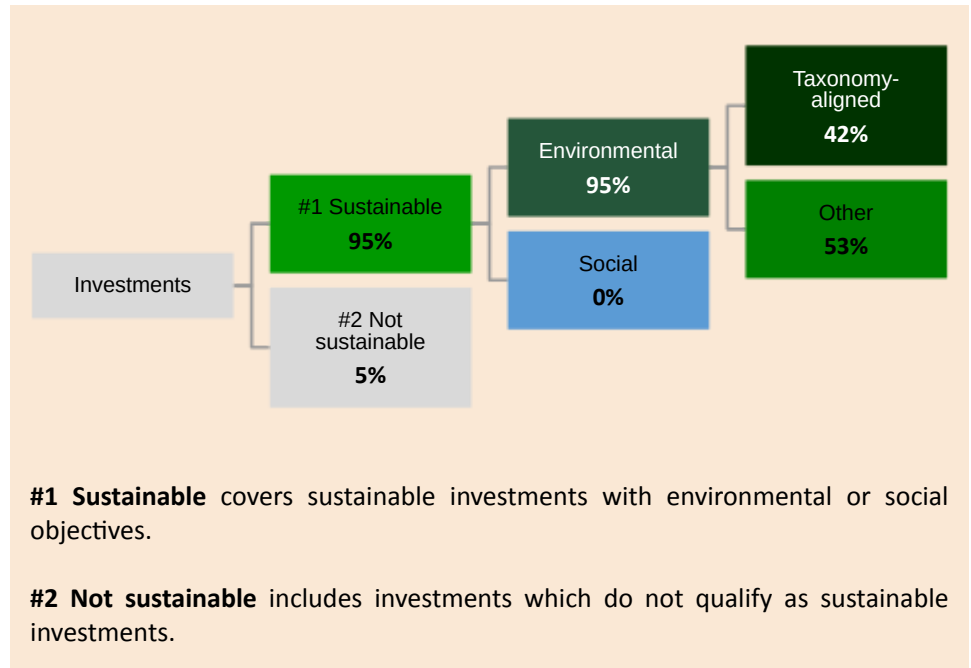 Investments
#1 Sustainable
95%
#2 Not
sustainable
5%
Environmental
95%
Social
0%
Taxonomy-
aligned
42%
Other
53%
#1 Sustainable covers sustainable investments with environmental or social
objectives.
#2 Not sustainable includes investments which do not qualify as sustainable
investments.